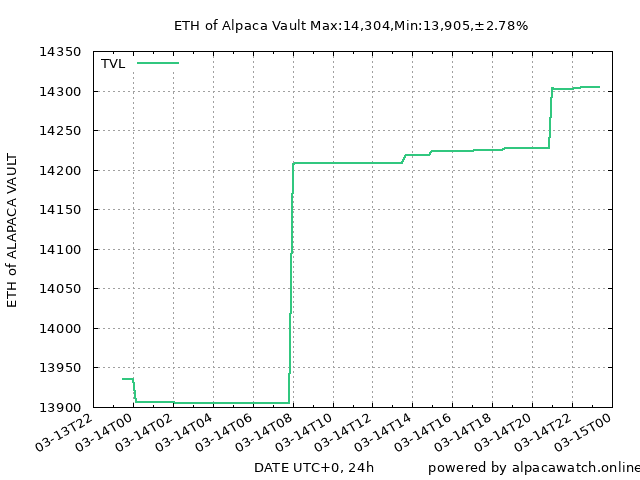 ETH of Alpaca Vault Max:14,304,Min:13,905,±2.78%
TVL
14350
14300
14250
14200
14150
14100
14050
14000
13950
13900
ETH of ALAPACA VAULT
03-13T22
03-14T00
03-14T02
03-14T04
03-14T06
03-14T08
03-14T10
03-14T12
03-14T14
03-14T16
03-14T18
03-14T20
03-14T22
03-15T00
DATE UTC+0, 24h
powered by alpacawatch.online